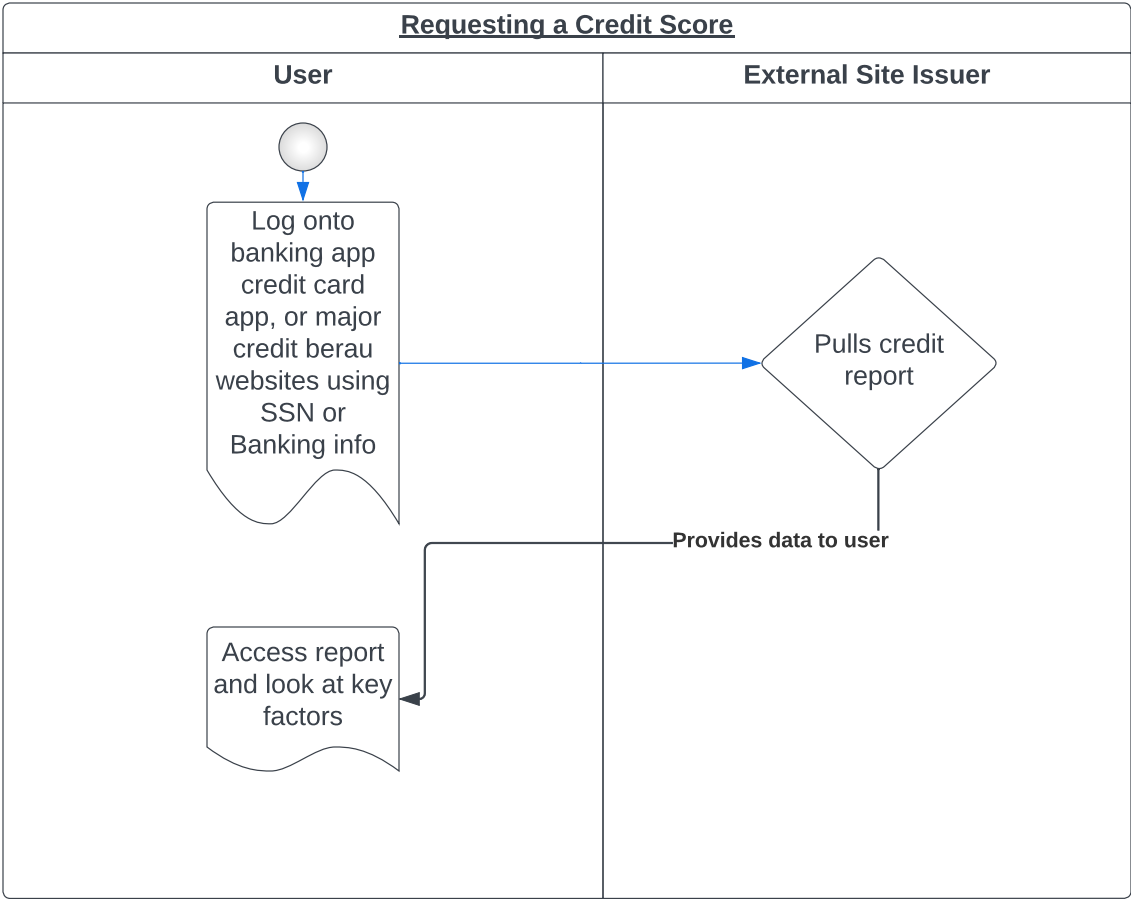 Requesting a Credit Score
User
External Site Issuer
Log onto
banking app
credit card
app, or major
credit berau
websites using
SSN or
Banking info
Pulls credit
report
Provides data to user
Access report
and look at key
factors